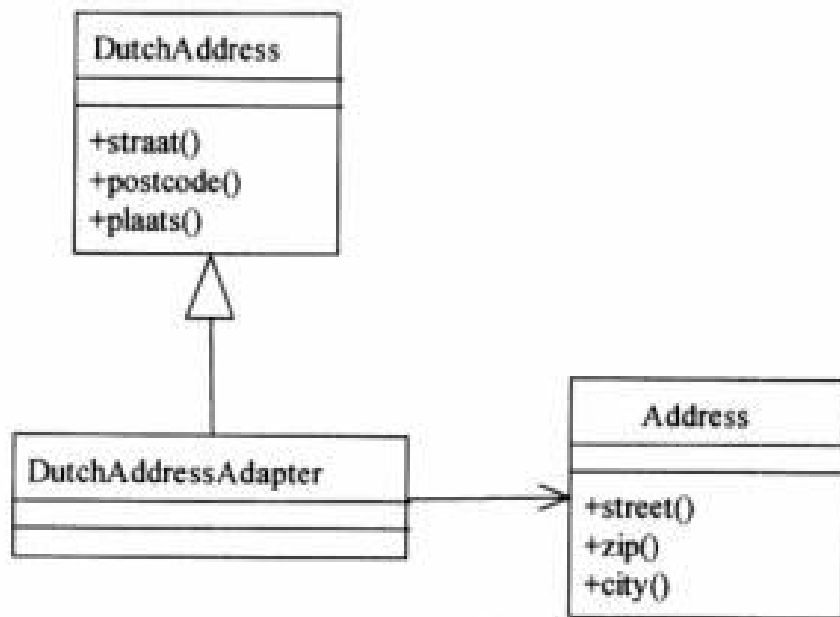 DutchAddress
+straat()
+postcode()
+plaats()
DutchAddressAdapter
Address
+street()
+zip()
+city()